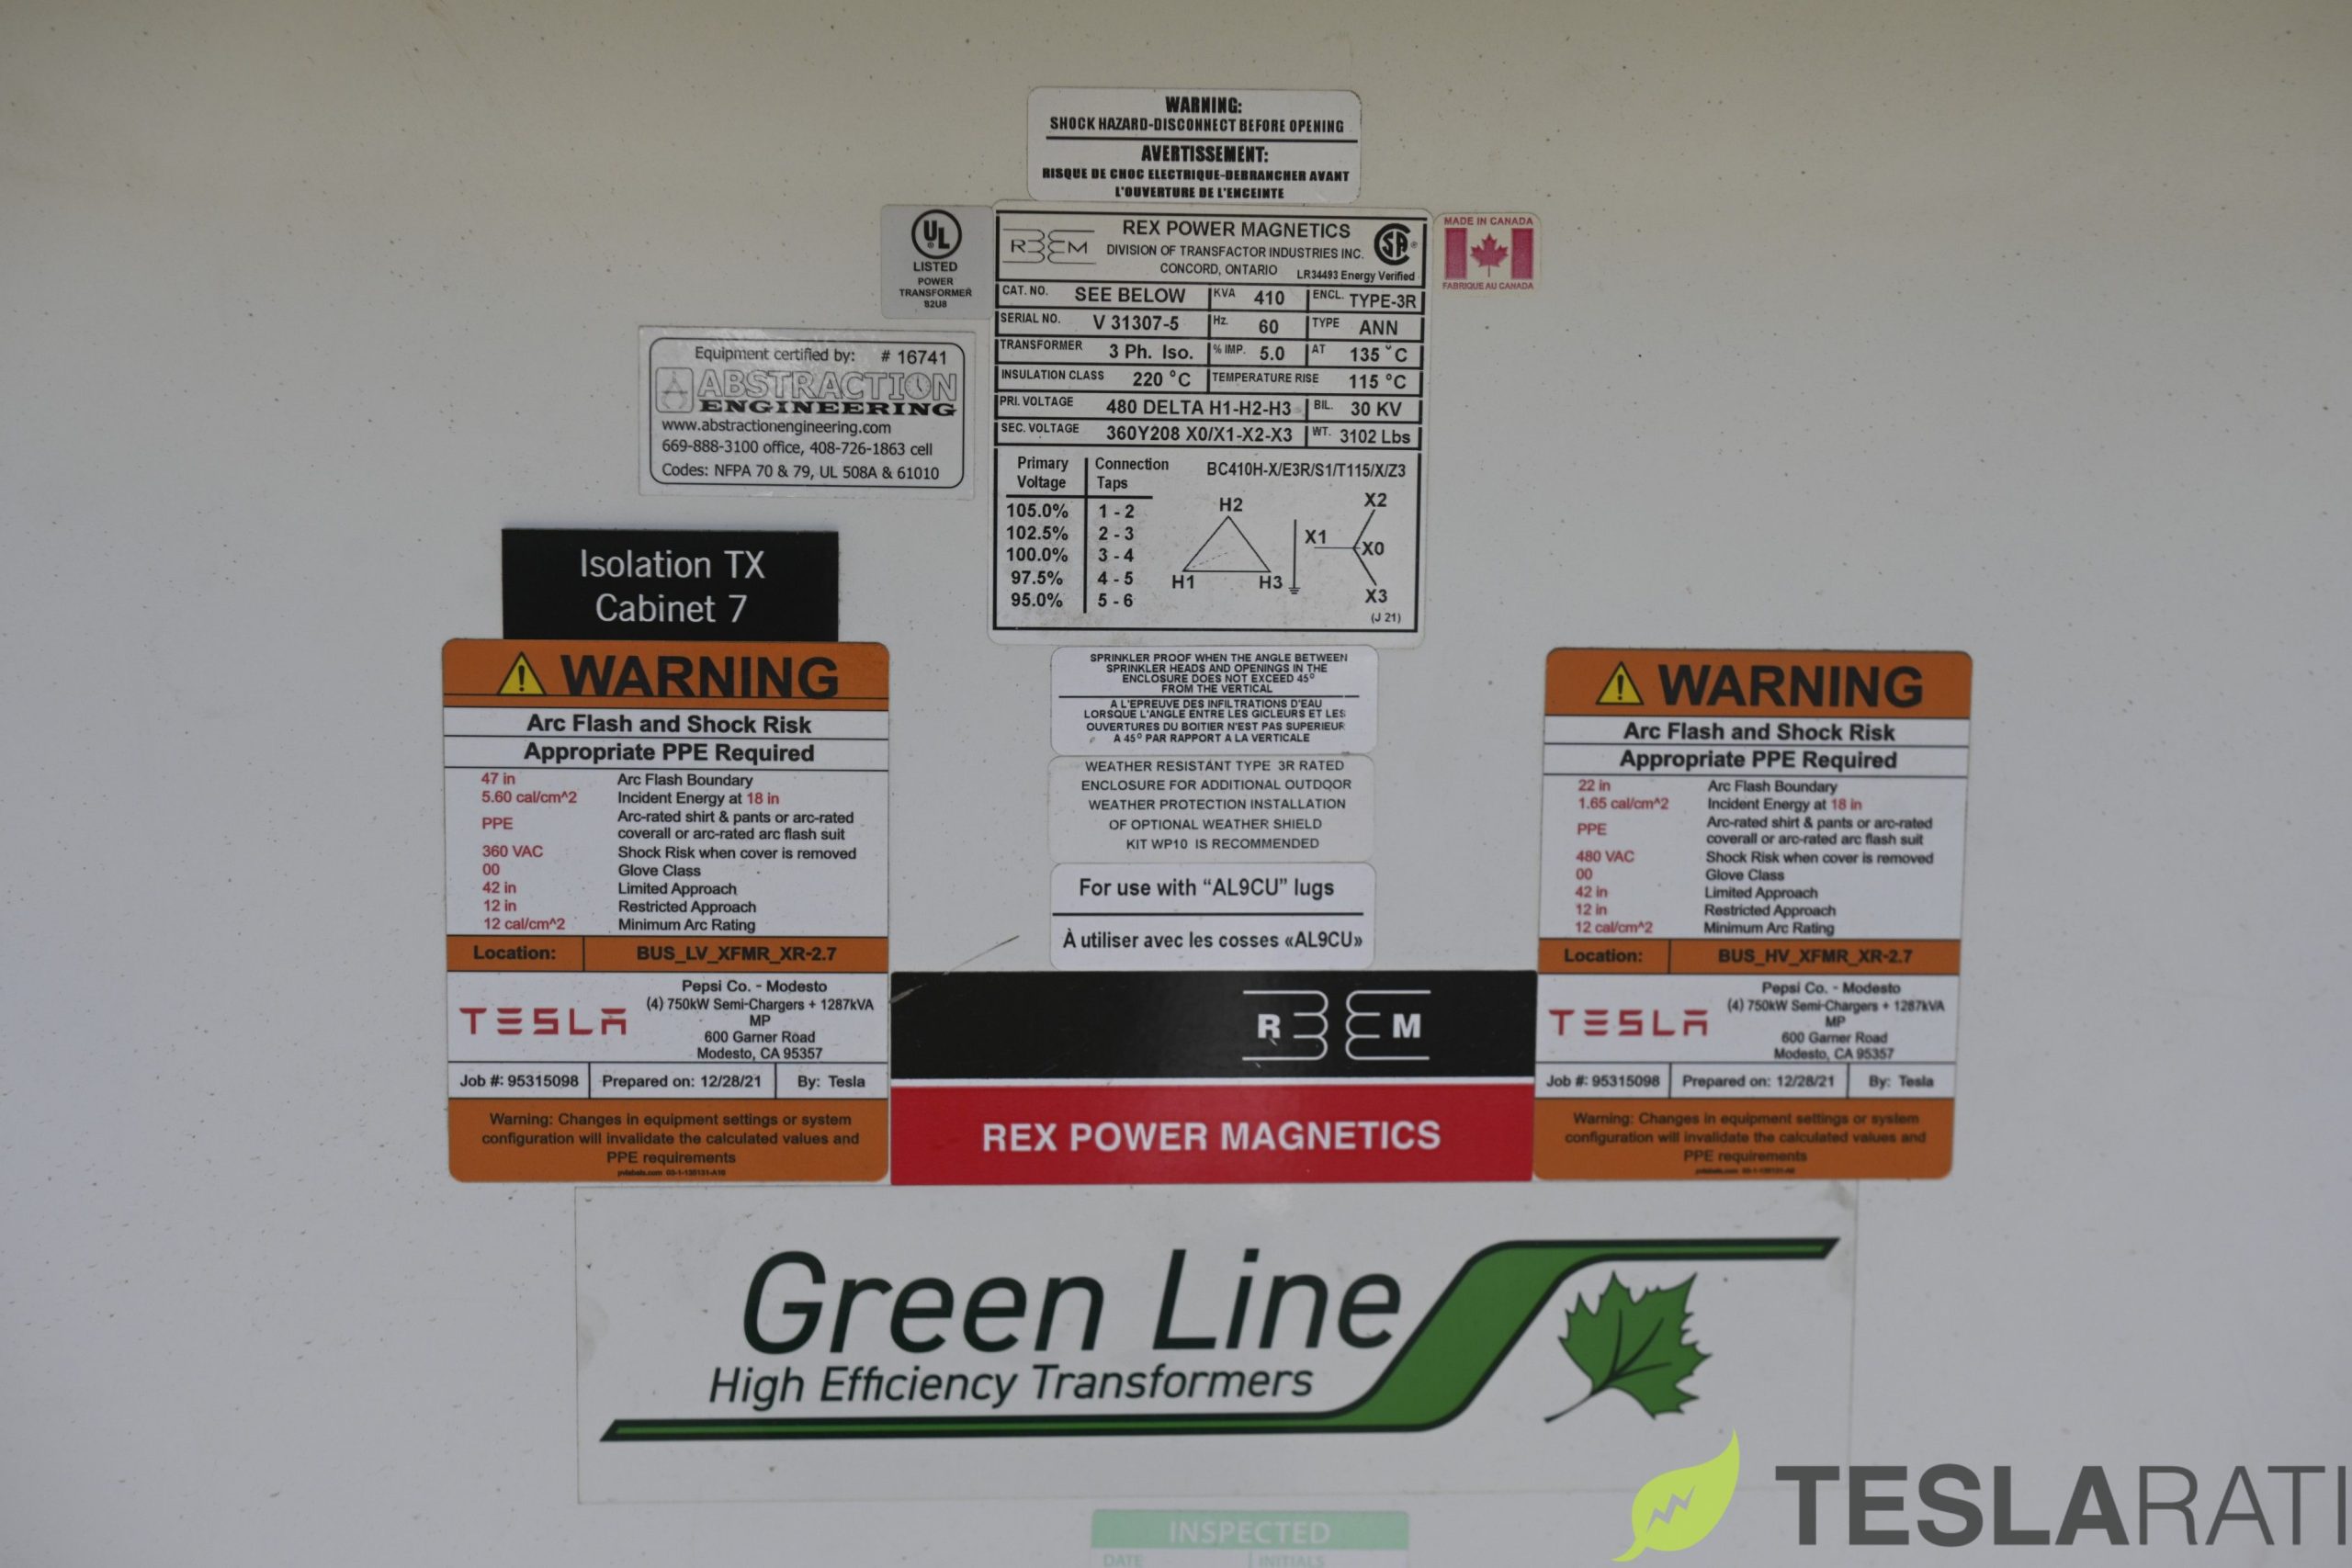 WARNING:
SHOCK HAZARD-DISCONNECT BEFORE OPENING
AVERTISSEMENT:
RISQUE DE CHOC ELECTRIQUE-DEBRANCHER AVANT
L'OUVERTURE DE L'ENCEINTE
UL
LISTED
POWER
TRANSFORMER
82U8
REM
REX POWER MAGNETICS
DIVISION OF TRANSFACTOR INDUSTRIES INC.
CONCORD, ONTARIO
LR34493 Energy Verified
SA
MADE IN CANADA
FABRIQUE AU CANADA
CAT. NO. SEE BELOW KVA 410 ENCL. TYPE-3R
SERIAL NO. V 31307-5 Hz. 60 TYPE ANN
TRANSFORMER 3 Ph. Iso. % IMP. 5.0 AT 135 °C
INSULATION CLASS 220 °C TEMPERATURE RISE 115 °C
PRI. VOLTAGE 480 DELTA H1-H2-H3 BIL. 30 KV
SEC. VOLTAGE 360Y208 X0/X1-X2-X3 WT. 3102 Lbs
Primary Connection BC410H-X/E3R/S1/T115/X/Z3
Voltage Taps
105.0% 1 - 2
102.5% 2 - 3
100.0% 3 - 4
97.5% 4 - 5
95.0% 5 - 6
H2
H1 H3
X2
X1 X0
X3
(J 21)
Equipment certified by: # 16741
ABSTRACTION
ENGINEERING
www.abstractionengineering.com
669-888-3100 office, 408-726-1863 cell
Codes: NFPA 70 & 79, UL 508A & 61010
Isolation TX
Cabinet 7
WARNING
Arc Flash and Shock Risk
Appropriate PPE Required
47 in Arc Flash Boundary
5.60 cal/cm^2 Incident Energy at 18 in
PPE Arc-rated shirt & pants or arc-rated
coverall or arc-rated arc flash suit
360 VAC Shock Risk when cover is removed
00 Glove Class
42 in Limited Approach
12 in Restricted Approach
12 cal/cm^2 Minimum Arc Rating
Location: BUS_LV_XFMR_XR-2.7
TESLA
Pepsi Co. - Modesto
(4) 750kW Semi-Chargers + 1287kVA
MP
600 Garner Road
Modesto, CA 95357
Job #: 95315098 Prepared on: 12/28/21 By: Tesla
Warning: Changes in equipment settings or system
configuration will invalidate the calculated values and
PPE requirements
SPRINKLER PROOF WHEN THE ANGLE BETWEEN
SPRINKLER HEADS AND OPENINGS IN THE
ENCLOSURE DOES NOT EXCEED 45°
FROM THE VERTICAL
A L'EPREUVE DES INFILTRATIONS D'EAU
LORSQUE L'ANGLE ENTRE LES GICLEURS ET LES
OUVERTURES DU BOITIER N'EST PAS SUPERIEUR
A 45° PAR RAPPORT A LA VERTICALE
WEATHER RESISTANT TYPE 3R RATED
ENCLOSURE FOR ADDITIONAL OUTDOOR
WEATHER PROTECTION INSTALLATION
OF OPTIONAL WEATHER SHIELD
KIT WP10 IS RECOMMENDED
For use with “AL9CU” lugs
À utiliser avec les cosses «AL9CU»
R M
REX POWER MAGNETICS
WARNING
Arc Flash and Shock Risk
Appropriate PPE Required
22 in Arc Flash Boundary
1.65 cal/cm^2 Incident Energy at 18 in
PPE Arc-rated shirt & pants or arc-rated
coverall or arc-rated arc flash suit
480 VAC Shock Risk when cover is removed
00 Glove Class
42 in Limited Approach
12 in Restricted Approach
12 cal/cm^2 Minimum Arc Rating
Location: BUS_HV_XFMR_XR-2.7
TESLA
Pepsi Co. - Modesto
(4) 750kW Semi-Chargers + 1287kVA
MP
600 Garner Road
Modesto, CA 95357
Job #: 95315098 Prepared on: 12/28/21 By: Tesla
Warning: Changes in equipment settings or system
configuration will invalidate the calculated values and
PPE requirements
Green Line
High Efficiency Transformers
INSPECTED
DATE INITIALS
TESLARATI